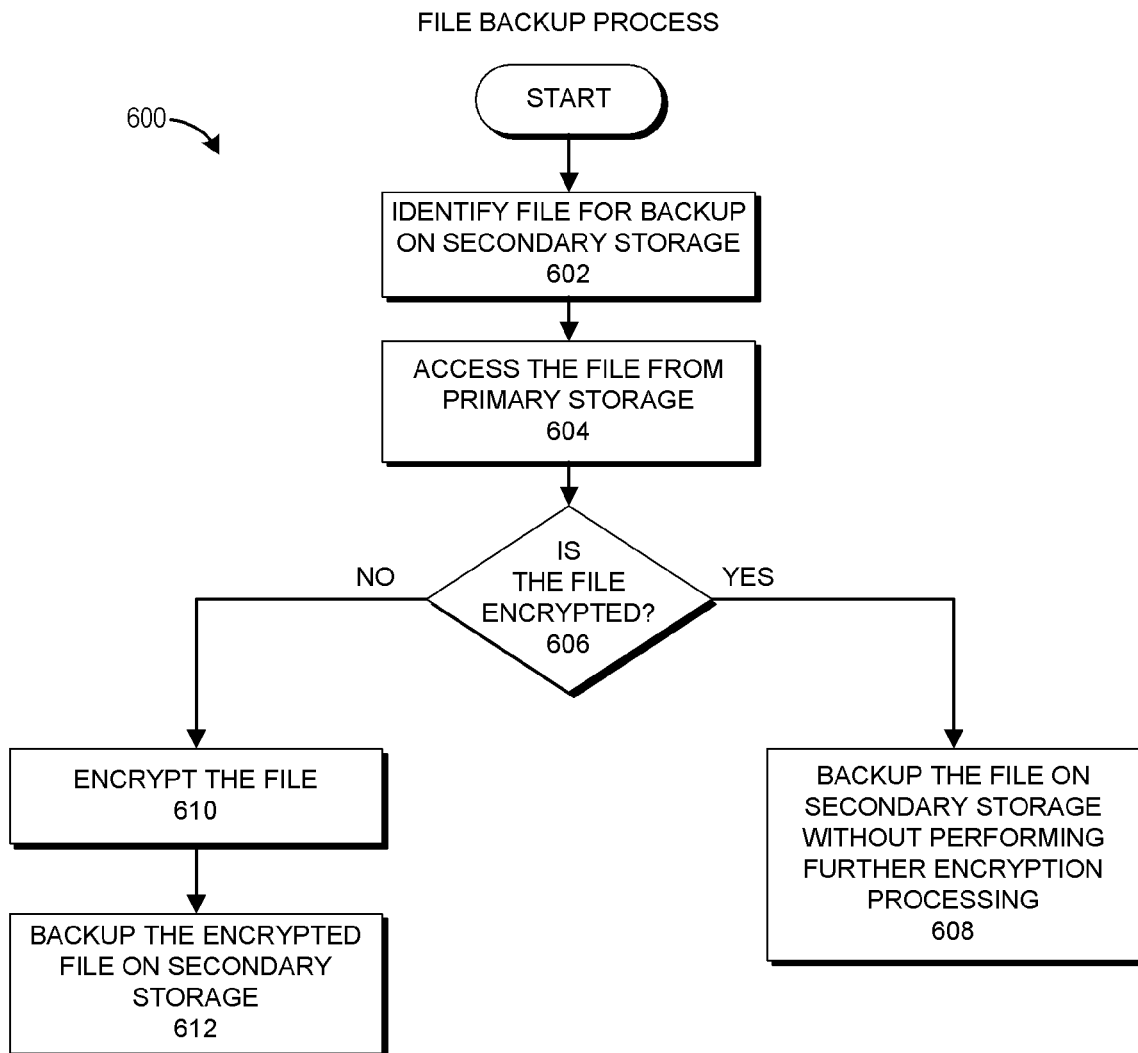 FILE BACKUP PROCESS
START
600
IDENTIFY FILE FOR BACKUP
ON SECONDARY STORAGE
602
ACCESS THE FILE FROM
PRIMARY STORAGE
604
IS
THE FILE
ENCRYPTED?
606
NO
YES
ENCRYPT THE FILE
610
BACKUP THE ENCRYPTED
FILE ON SECONDARY
STORAGE
612
BACKUP THE FILE ON
SECONDARY STORAGE
WITHOUT PERFORMING
FURTHER ENCRYPTION
PROCESSING
608